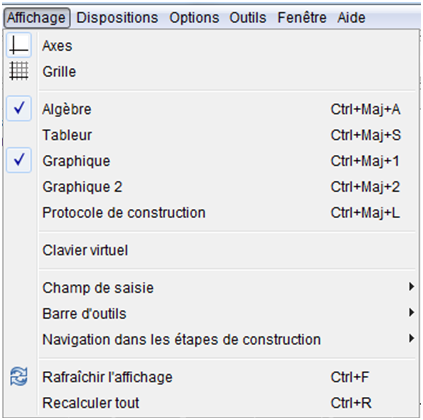 Affichage Dispositions Options Outils Fenêtre Aide
Axes
Grille
Algèbre Ctrl+Maj+A
Tableur Ctrl+Maj+S
Graphique Ctrl+Maj+1
Graphique 2 Ctrl+Maj+2
Protocole de construction Ctrl+Maj+L
Clavier virtuel
Champ de saisie
Barre d'outils
Navigation dans les étapes de construction
Rafraîchir l'affichage Ctrl+F
Recalculer tout Ctrl+R